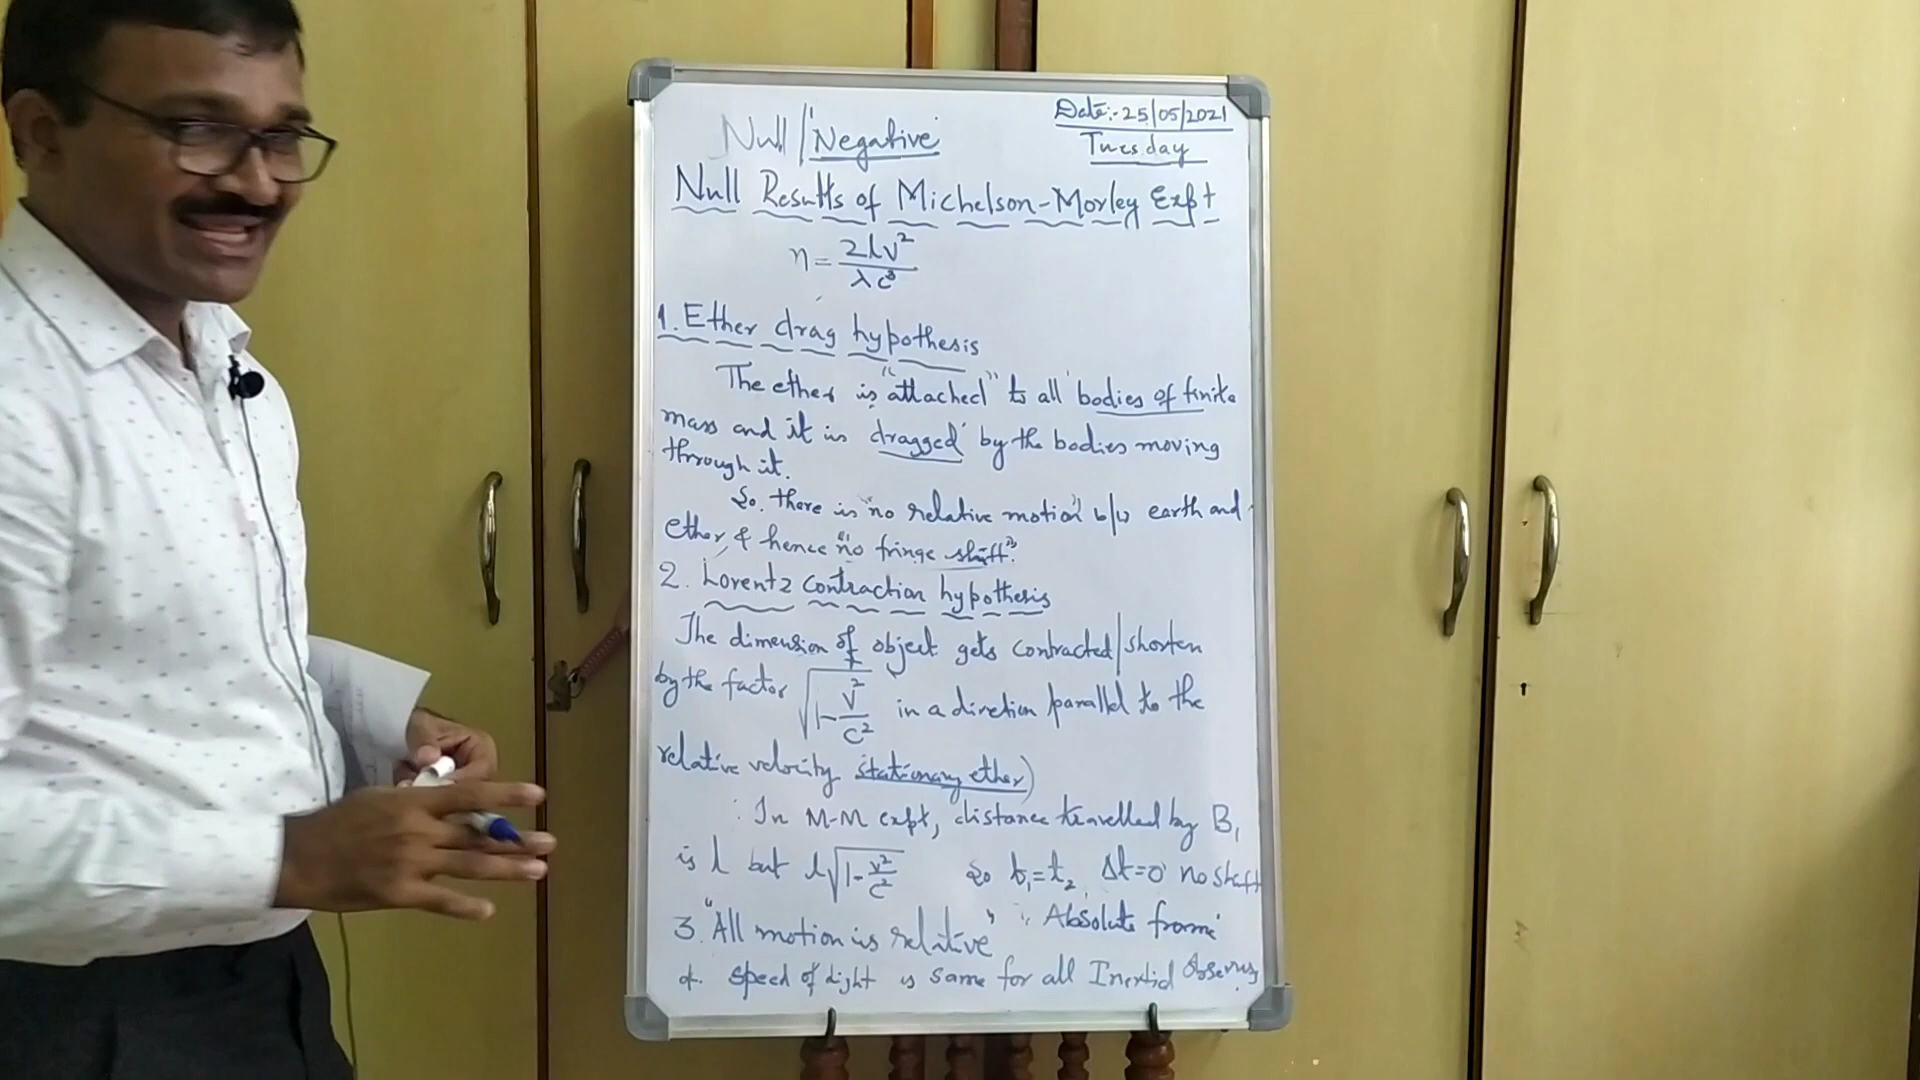 Null/"Negative"
Date:-25/05/2021
Tuesday
Null Results of Michelson-Morley Expt
n = 2lv²/λc³
1. Ether drag hypothesis
The ether is "attached" to all bodies of finite
mass and it is dragged by the bodies moving
through it.
So. there is "no relative motion" b/w earth and
ether & hence "no fringe shift".
2. Lorentz contraction hypothesis
The dimension of object gets contracted/shorten
by the factor √1-v²/c² in a direction parallel to the
relative velocity stationary ether)
In M-M expt, distance travelled by B₁
is l but l√1-v²/c² so t₁=t₂ Δt=0 no shift
3. "All motion is relative" "Absolute frame"
speed of light is same for all Inertial Observers